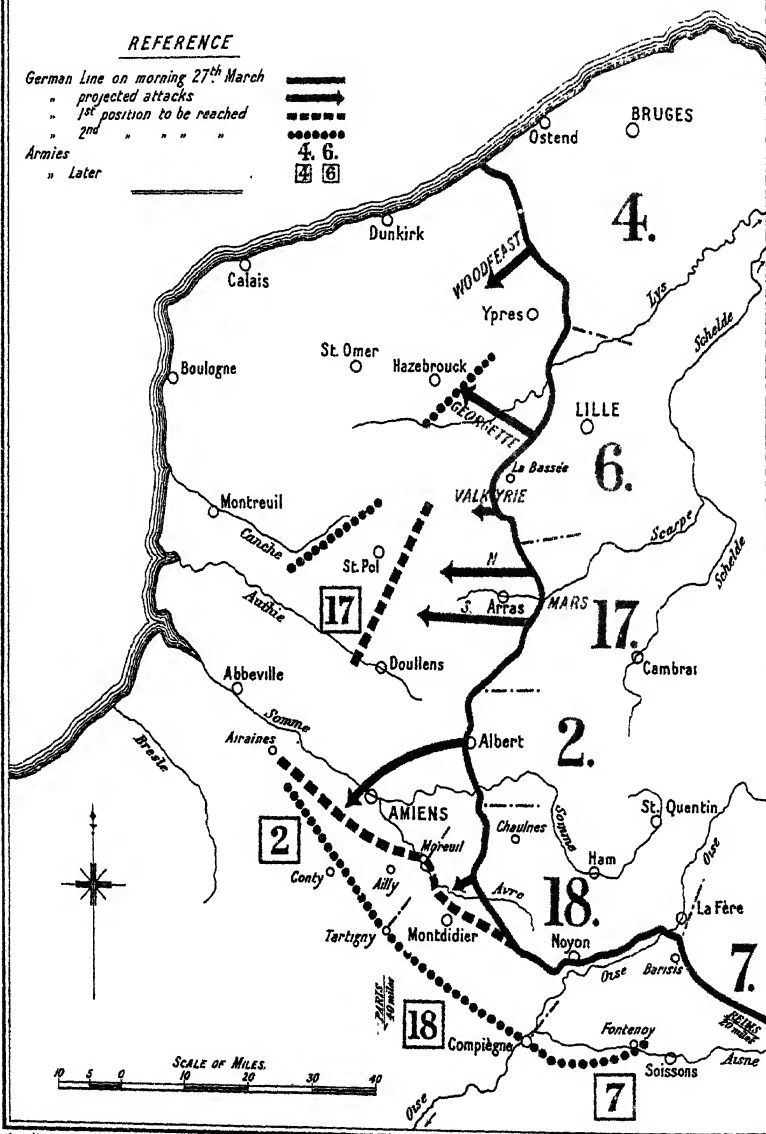 REFERENCE
German Line on morning 27th March
„ projected attacks
„ 1st position to be reached
„ 2nd „ „ „ „
Armies 4. 6.
„ Later 4 6
Ostend
BRUGES
4.
Dunkirk
Calais
WOODFEAST
Lys
Schelde
Ypres
Boulogne
St. Omer
Hazebrouck
GEORGETTE
LILLE
6.
La Bassée
VALKYRIE
Montreuil
Canche
St. Pol
Scarpe
Schelde
N
17
S. Arras
MARS
17.
Authie
Doullens
Cambrai
Abbeville
Somme
Airaines
Bresle
Albert
2.
AMIENS
Somme
St. Quentin
Chaulnes
Oise
2
Moreuil
Ham
Conty
Ailly
Avre
18.
La Fère
Tartigny
Montdidier
Noyon
Oise
Barisis
7.
PARIS
40 miles
REIMS
20 miles
18
Compiègne
Fontenoy
Soissons
Aisne
7
Oise
SCALE OF MILES.
10 5 0 10 20 30 40